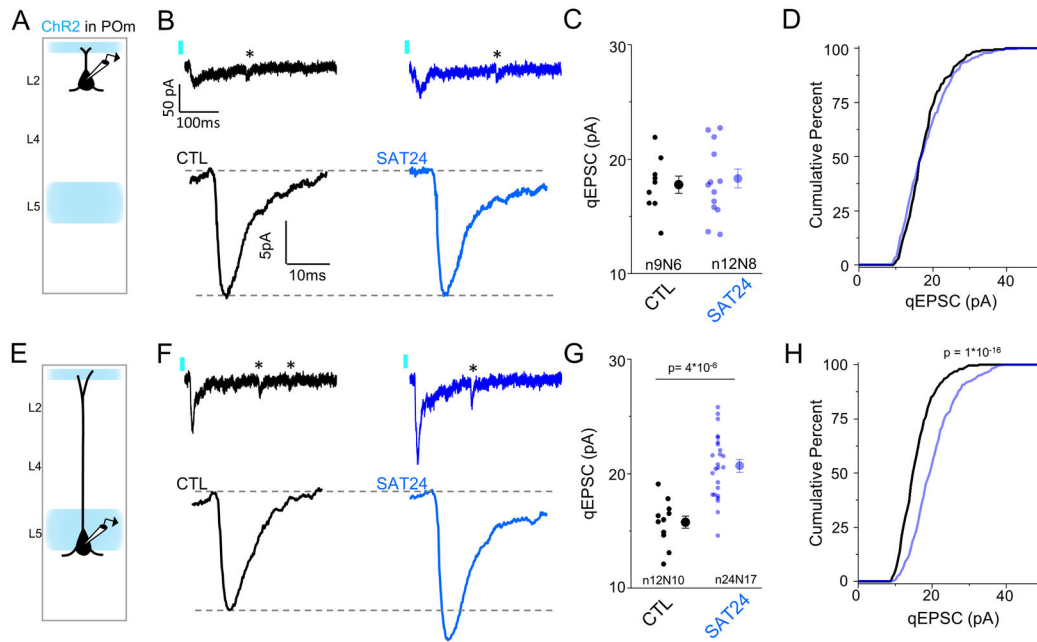 A
ChR2 in POm
L2
L4
L5
B
*
*
50 pA
100ms
CTL
SAT24
5pA
10ms
C
30
20
10
qEPSC (pA)
n9N6
n12N8
CTL
SAT24
D
100
75
50
25
0
Cumulative Percent
0
20
40
qEPSC (pA)
E
L2
L4
L5
F
*
*
*
CTL
SAT24
G
30
20
10
qEPSC (pA)
p= 4*10-6
n12N10
n24N17
CTL
SAT24
H
p = 1*10-16
100
75
50
25
0
Cumulative Percent
0
20
40
qEPSC (pA)